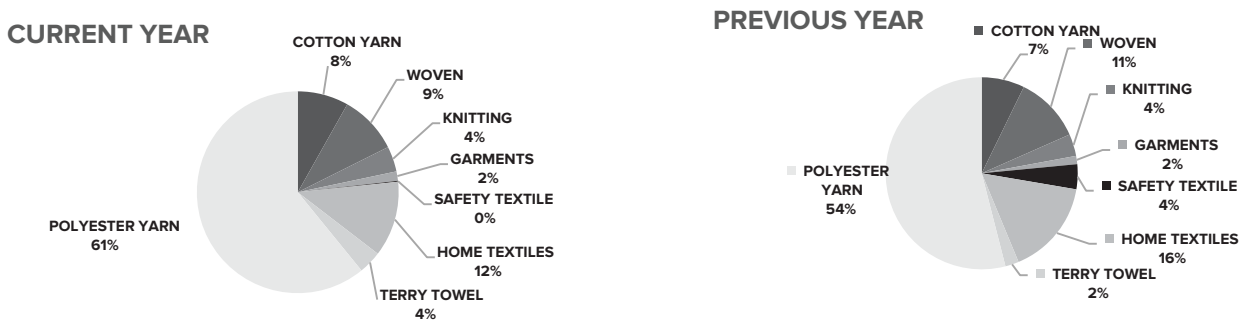 CURRENT YEAR
COTTON YARN
8%
WOVEN
9%
KNITTING
4%
GARMENTS
2%
SAFETY TEXTILE
0%
HOME TEXTILES
12%
TERRY TOWEL
4%
POLYESTER YARN
61%
PREVIOUS YEAR
COTTON YARN
7%
WOVEN
11%
KNITTING
4%
GARMENTS
2%
SAFETY TEXTILE
4%
HOME TEXTILES
16%
TERRY TOWEL
2%
POLYESTER
YARN
54%